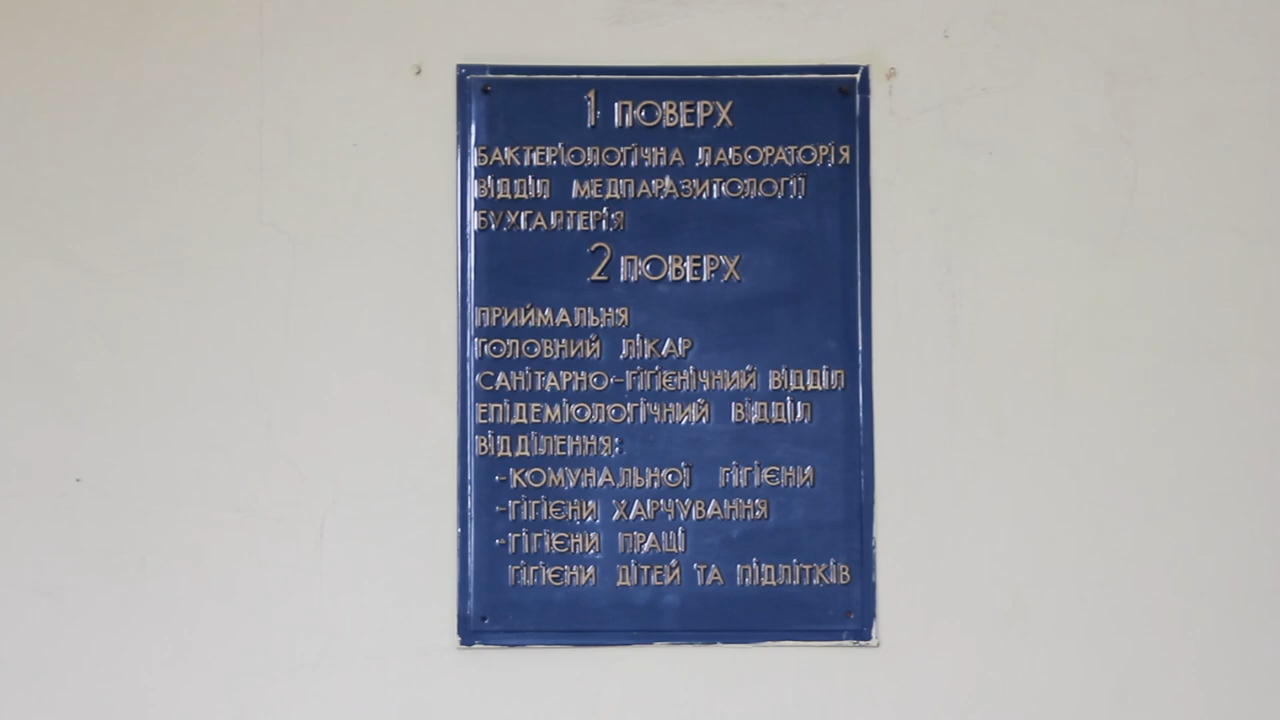 1 ПОВЕРХ
БАКТЕРІОЛОГІЧНА ЛАБОРАТОРІЯ
ВІДДІЛ МЕДПАРАЗИТОЛОГІЇ
БУХГАЛТЕРІЯ
2 ПОВЕРХ
ПРИЙМАЛЬНЯ
ГОЛОВНИЙ ЛІКАР
САНІТАРНО-ГІГІЄНІЧНИЙ ВІДДІЛ
ЕПІДЕМІОЛОГІЧНИЙ ВІДДІЛ
ВІДДІЛЕННЯ:
-КОМУНАЛЬНОЇ ГІГІЄНИ
-ГІГІЄНИ ХАРЧУВАННЯ
-ГІГІЄНИ ПРАЦІ
ГІГІЄНИ ДІТЕЙ ТА ПІДЛІТКІВ